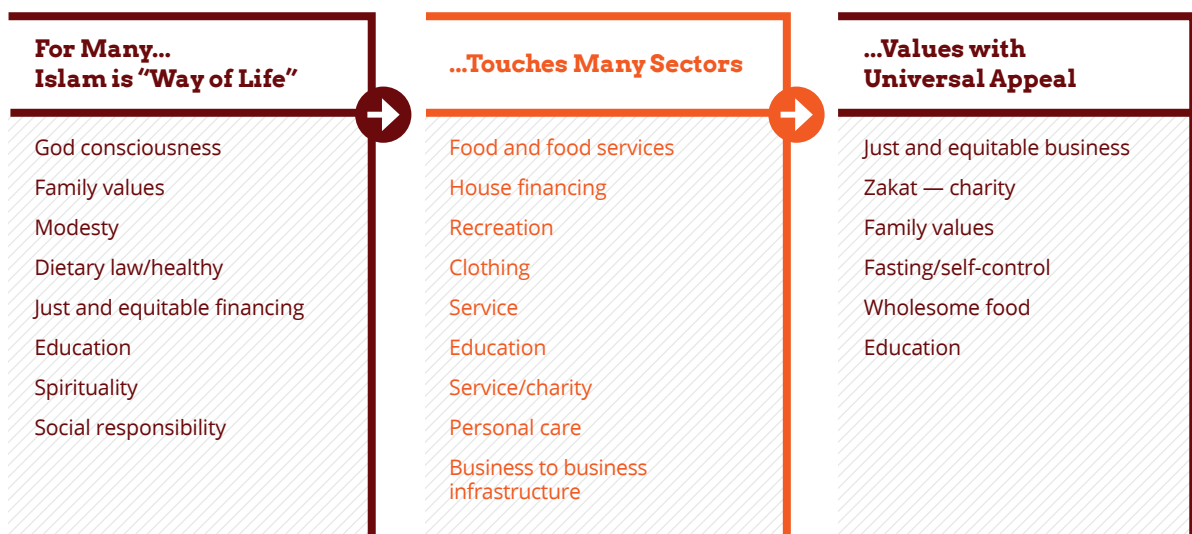 For Many...
Islam is “Way of Life”
God consciousness
Family values
Modesty
Dietary law/healthy
Just and equitable financing
Education
Spirituality
Social responsibility
...Touches Many Sectors
Food and food services
House financing
Recreation
Clothing
Service
Education
Service/charity
Personal care
Business to business
infrastructure
...Values with
Universal Appeal
Just and equitable business
Zakat — charity
Family values
Fasting/self-control
Wholesome food
Education